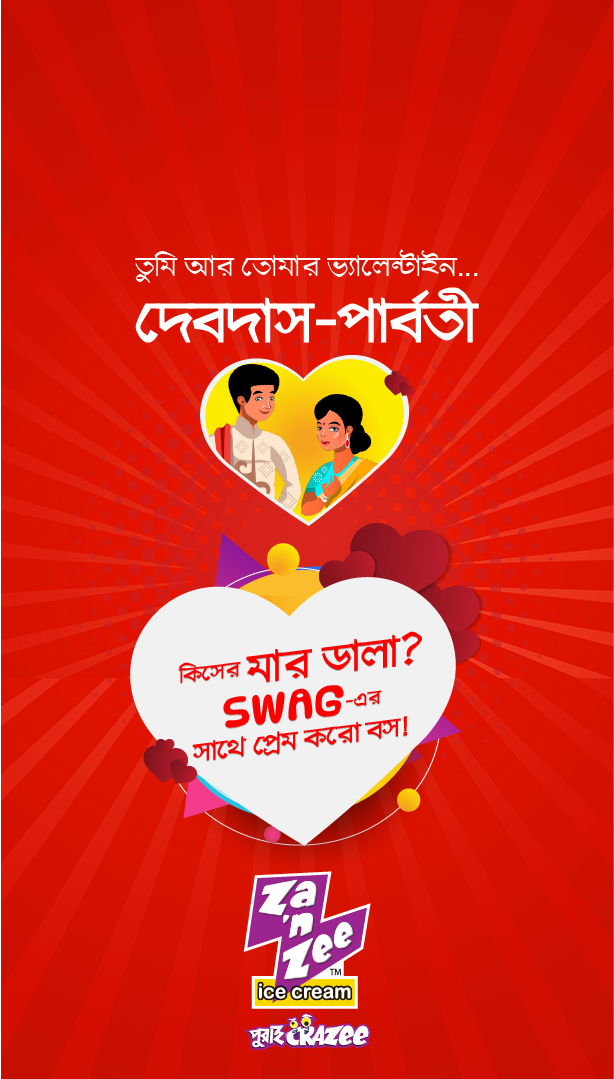 তুমি আর তোমার ভ্যালেন্টাইন...
দেবদাস-পার্বতী
কিসের মার ডালা?
SWAG-এর
সাথে প্রেম করো বস!
Za
'n
Zee
TM
ice cream
পুরাই CRAZEE